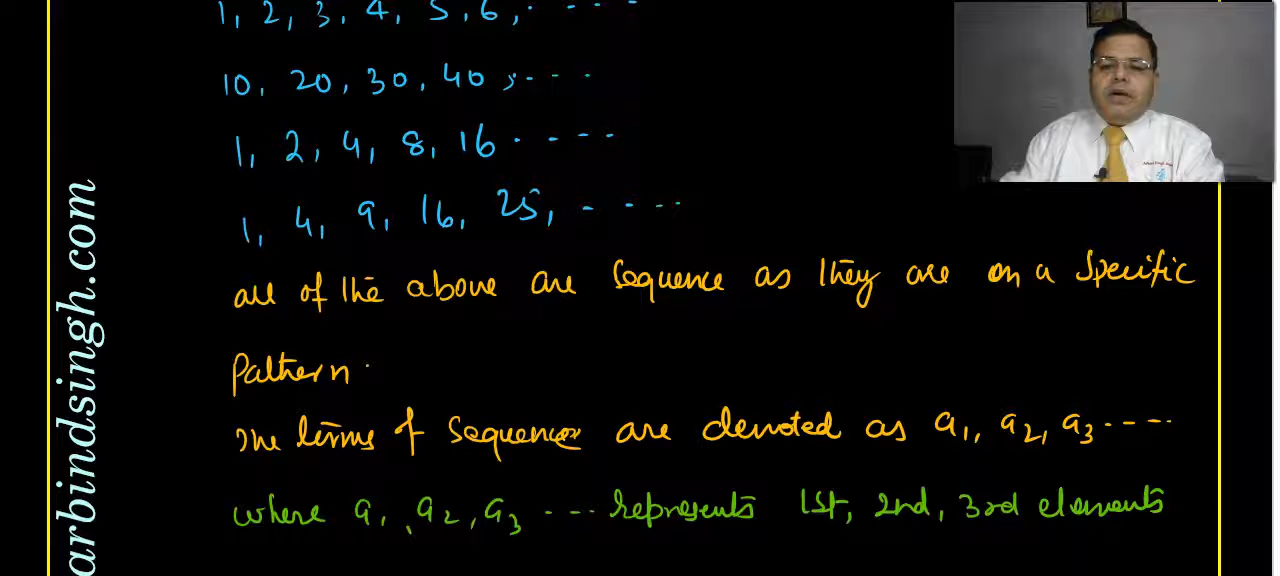 1, 2, 3, 4, 5, 6, . - - - -
10, 20, 30, 40, - - -
1, 2, 4, 8, 16 - - - -
1, 4, 9, 16, 25, - - - -
all of the above are sequence as they are on a specific
Pattern.
The terms of sequence are denoted as a1, a2, a3 - - - -
where a1, a2, a3 - - - represents 1st, 2nd, 3rd elements
arbindsingh.com